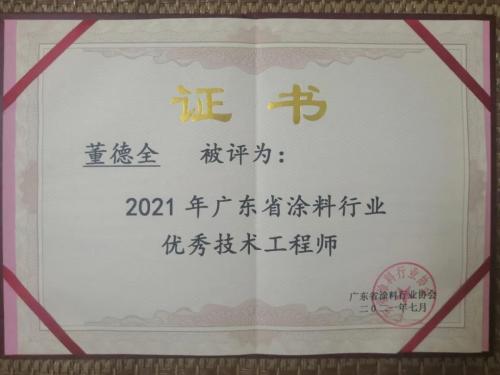 证 书
董德全 被评为：
2021年广东省涂料行业
优秀技术工程师
广东省涂料行业协会
二〇二一年七月